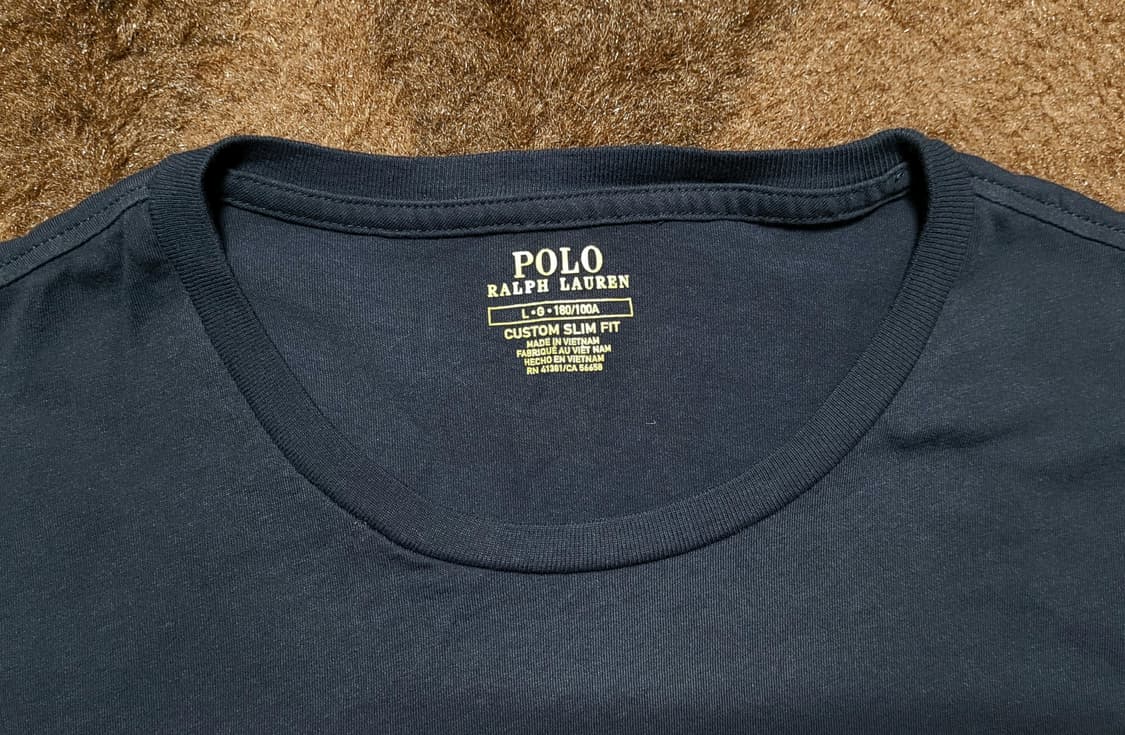 POLO
RALPH LAUREN
L • G • 180/100A
CUSTOM SLIM FIT
MADE IN VIETNAM
FABRIQUÉ AU VIÊT NAM
HECHO EN VIETNAM
RN 41381/CA 56658